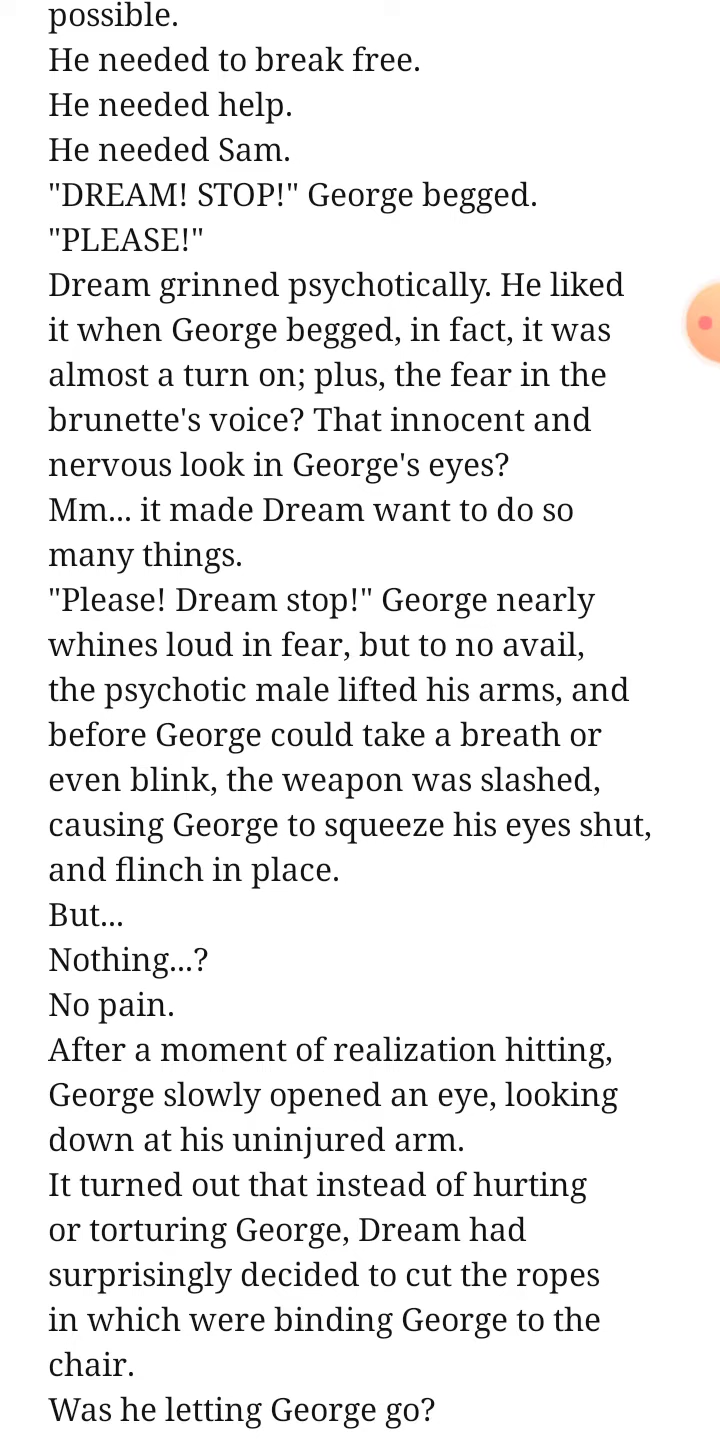 possible.
He needed to break free.
He needed help.
He needed Sam.
"DREAM! STOP!" George begged.
"PLEASE!"
Dream grinned psychotically. He liked
it when George begged, in fact, it was
almost a turn on; plus, the fear in the
brunette's voice? That innocent and
nervous look in George's eyes?
Mm... it made Dream want to do so
many things.
"Please! Dream stop!" George nearly
whines loud in fear, but to no avail,
the psychotic male lifted his arms, and
before George could take a breath or
even blink, the weapon was slashed,
causing George to squeeze his eyes shut,
and flinch in place.
But...
Nothing...?
No pain.
After a moment of realization hitting,
George slowly opened an eye, looking
down at his uninjured arm.
It turned out that instead of hurting
or torturing George, Dream had
surprisingly decided to cut the ropes
in which were binding George to the
chair.
Was he letting George go?